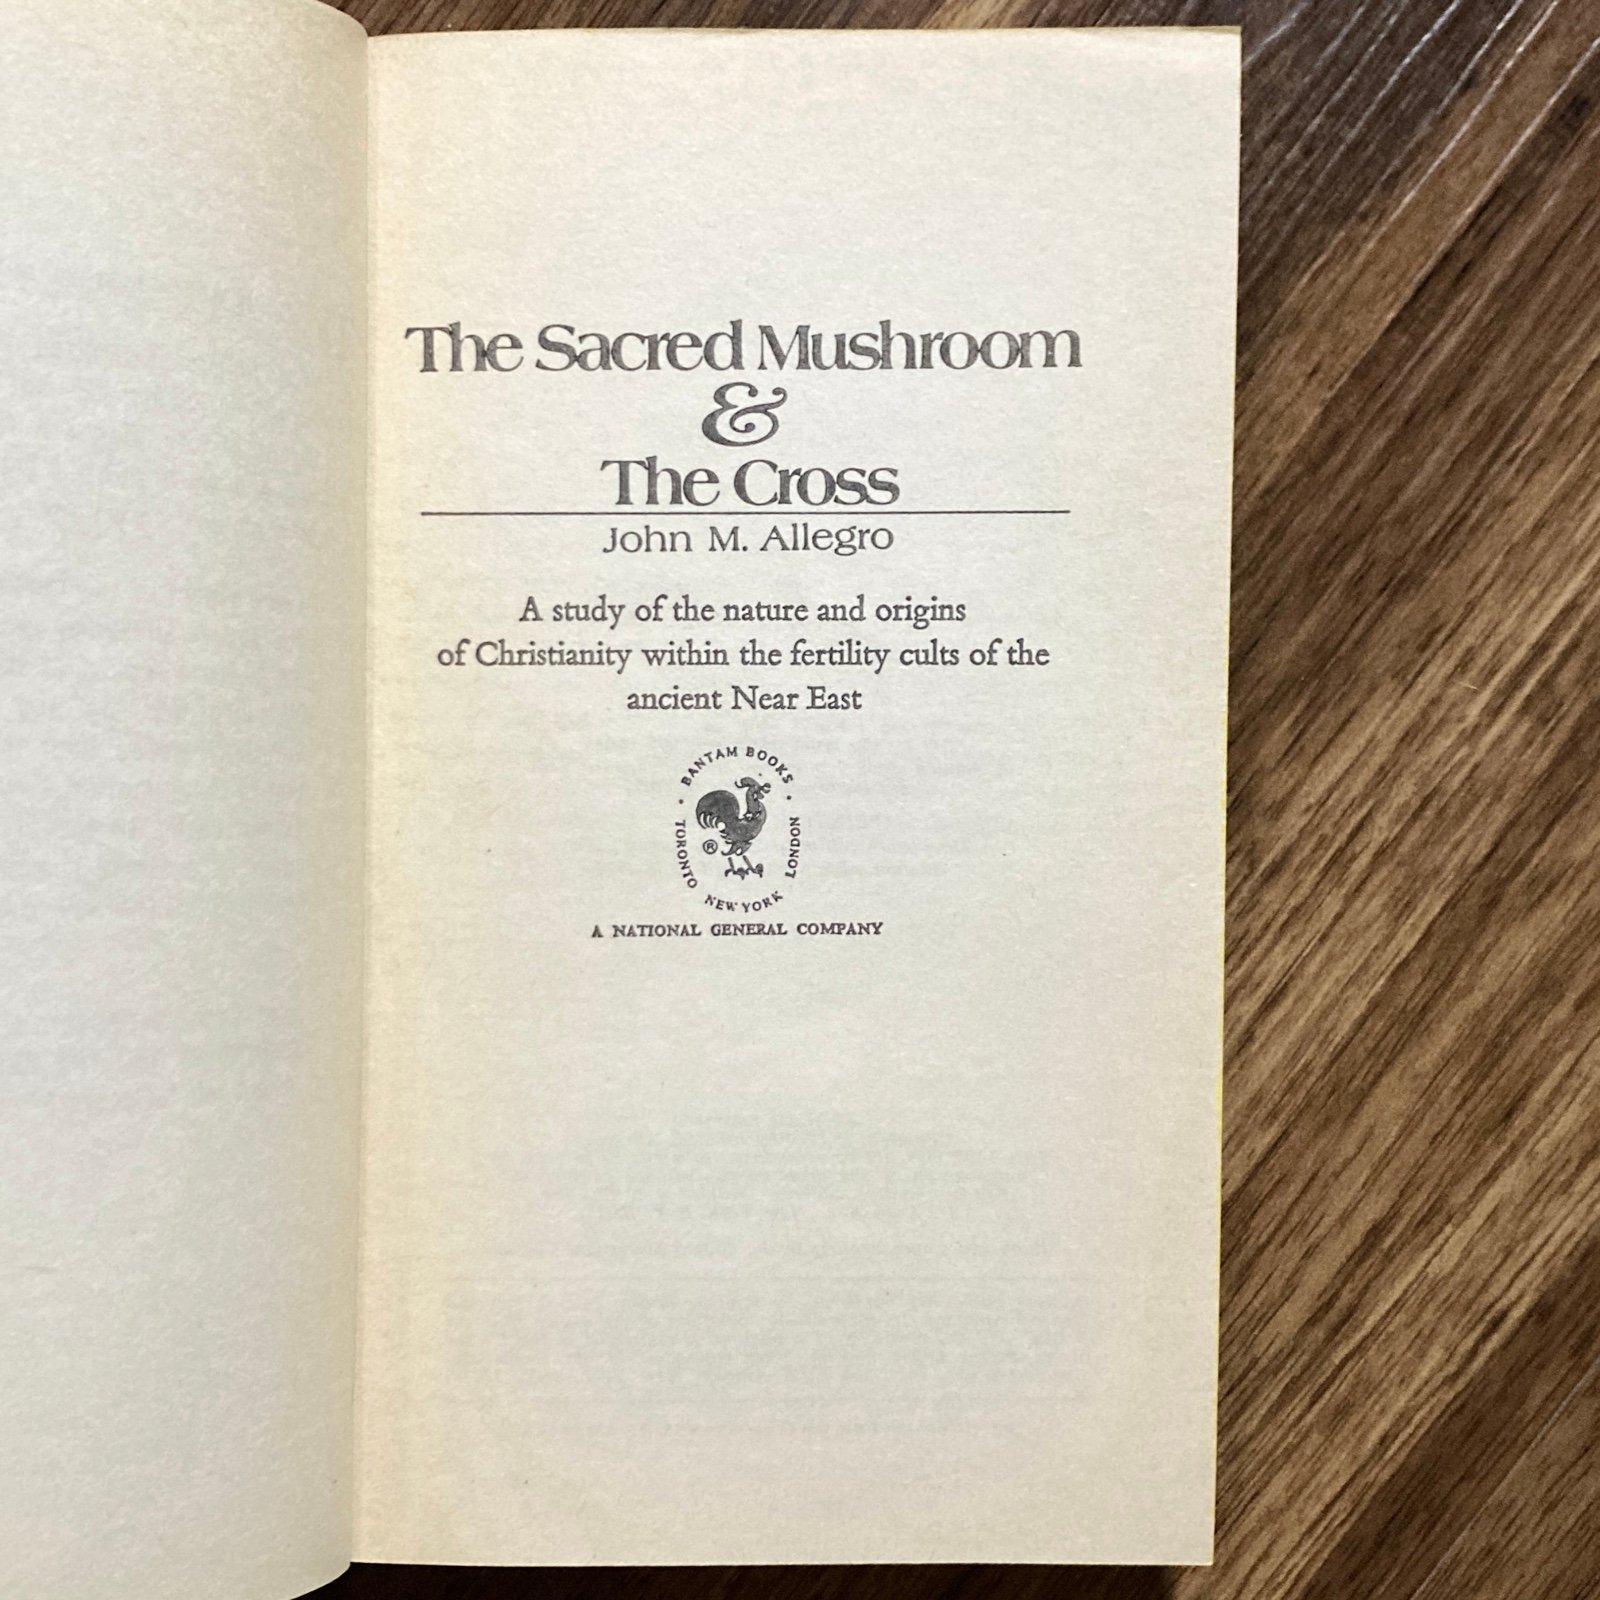 The Sacred Mushroom
&
The Cross
John M. Allegro
A study of the nature and origins
of Christianity within the fertility cults of the
ancient Near East
BANTAM BOOKS
TORONTO · NEW YORK · LONDON
®
A NATIONAL GENERAL COMPANY